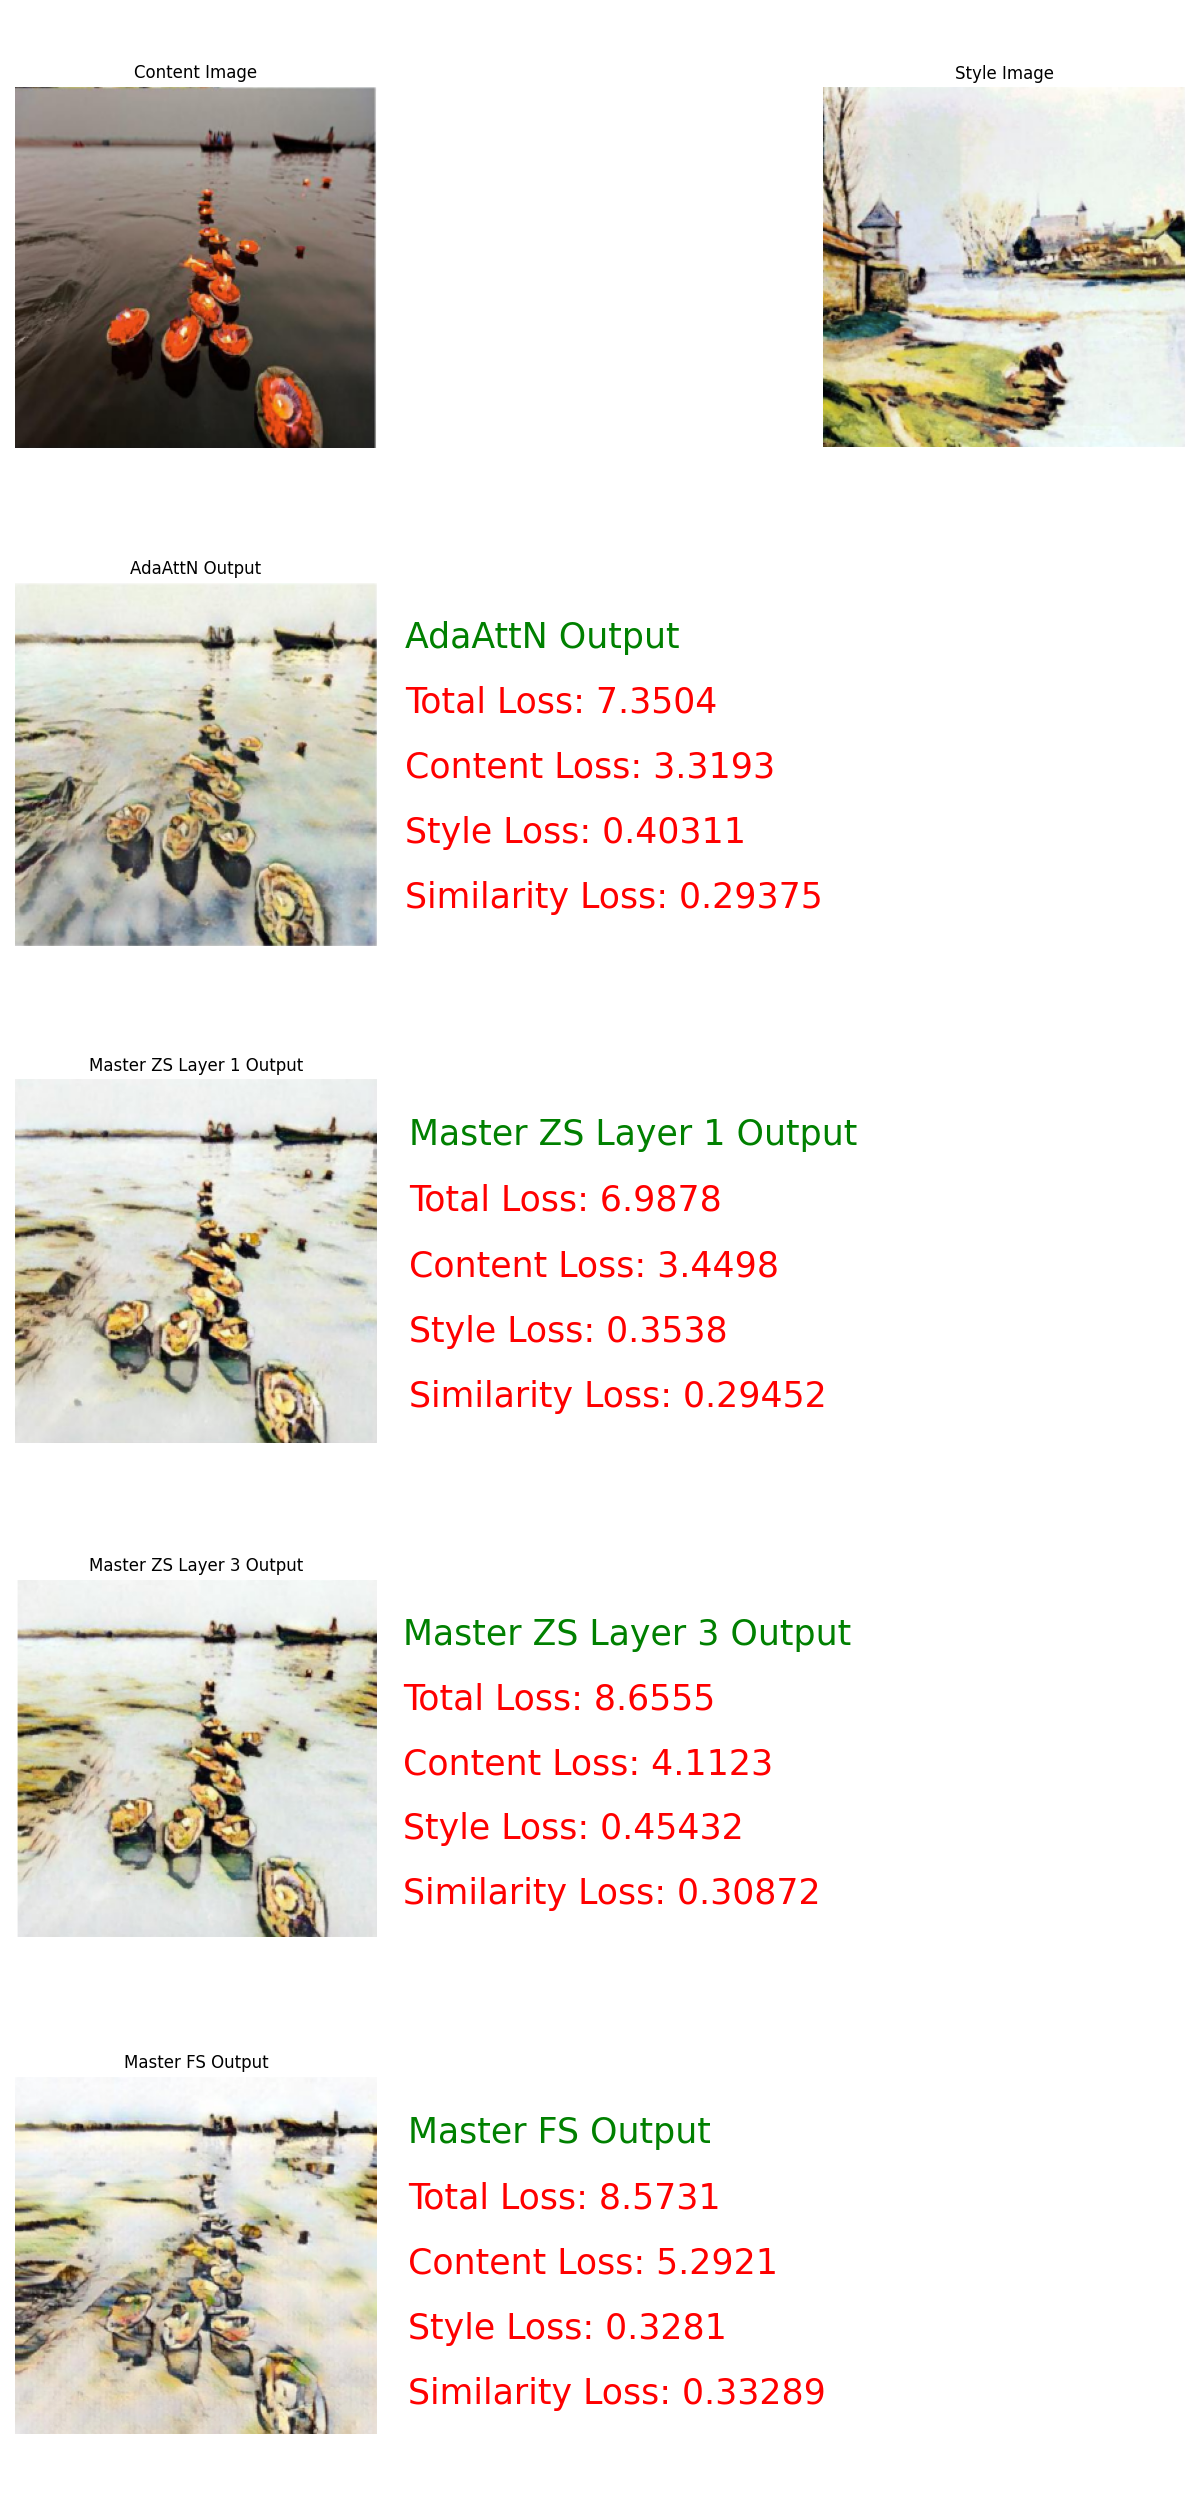 Content Image
Style Image
AdaAttN Output
AdaAttN Output
Total Loss: 7.3504
Content Loss: 3.3193
Style Loss: 0.40311
Similarity Loss: 0.29375
Master ZS Layer 1 Output
Master ZS Layer 1 Output
Total Loss: 6.9878
Content Loss: 3.4498
Style Loss: 0.3538
Similarity Loss: 0.29452
Master ZS Layer 3 Output
Master ZS Layer 3 Output
Total Loss: 8.6555
Content Loss: 4.1123
Style Loss: 0.45432
Similarity Loss: 0.30872
Master FS Output
Master FS Output
Total Loss: 8.5731
Content Loss: 5.2921
Style Loss: 0.3281
Similarity Loss: 0.33289